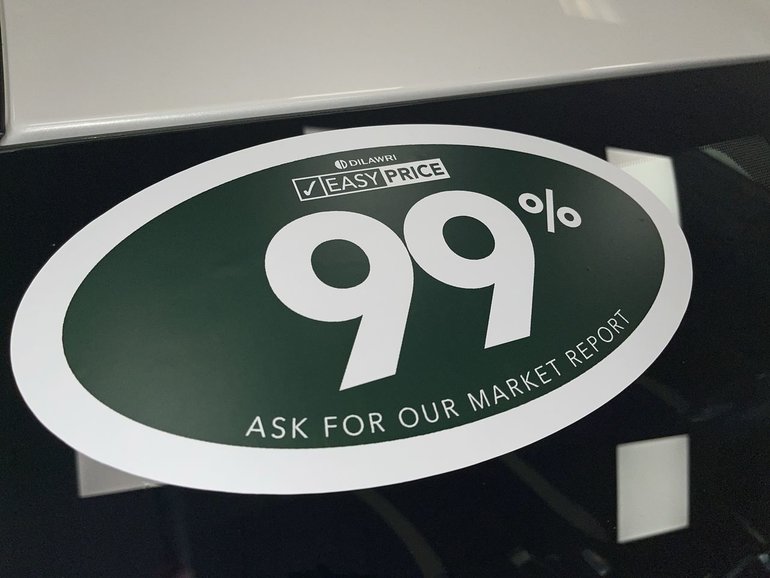 DILAWRI
✓ EASY PRICE
99%
ASK FOR OUR MARKET REPORT